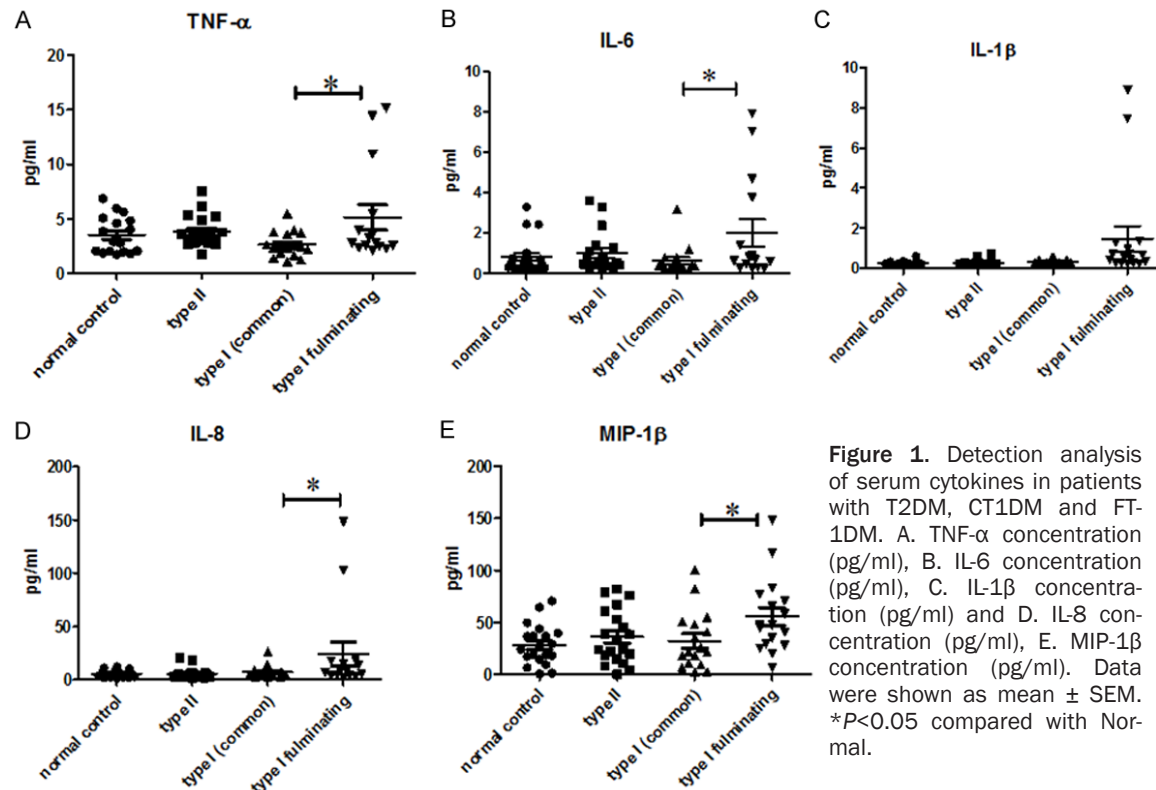 A
TNF-α
20
15
10
5
0
pg/ml
*
normal control
type II
type I (common)
type I fulminating
B
IL-6
10
8
6
4
2
0
pg/ml
*
normal control
type II
type I (common)
type I fulminating
C
IL-1β
10
8
6
4
2
0
pg/ml
normal control
type II
type I (common)
type I fulminating
D
IL-8
200
150
100
50
0
pg/ml
*
normal control
type II
type I (common)
type I fulminating
E
MIP-1β
200
150
100
50
0
pg/ml
*
normal control
type II
type I (common)
type I fulminating
Figure 1. Detection analysis
of serum cytokines in patients
with T2DM, CT1DM and FT-
1DM. A. TNF-α concentration
(pg/ml), B. IL-6 concentration
(pg/ml), C. IL-1β concentra-
tion (pg/ml) and D. IL-8 con-
centration (pg/ml), E. MIP-1β
concentration (pg/ml). Data
were shown as mean ± SEM.
*P<0.05 compared with Nor-
mal.